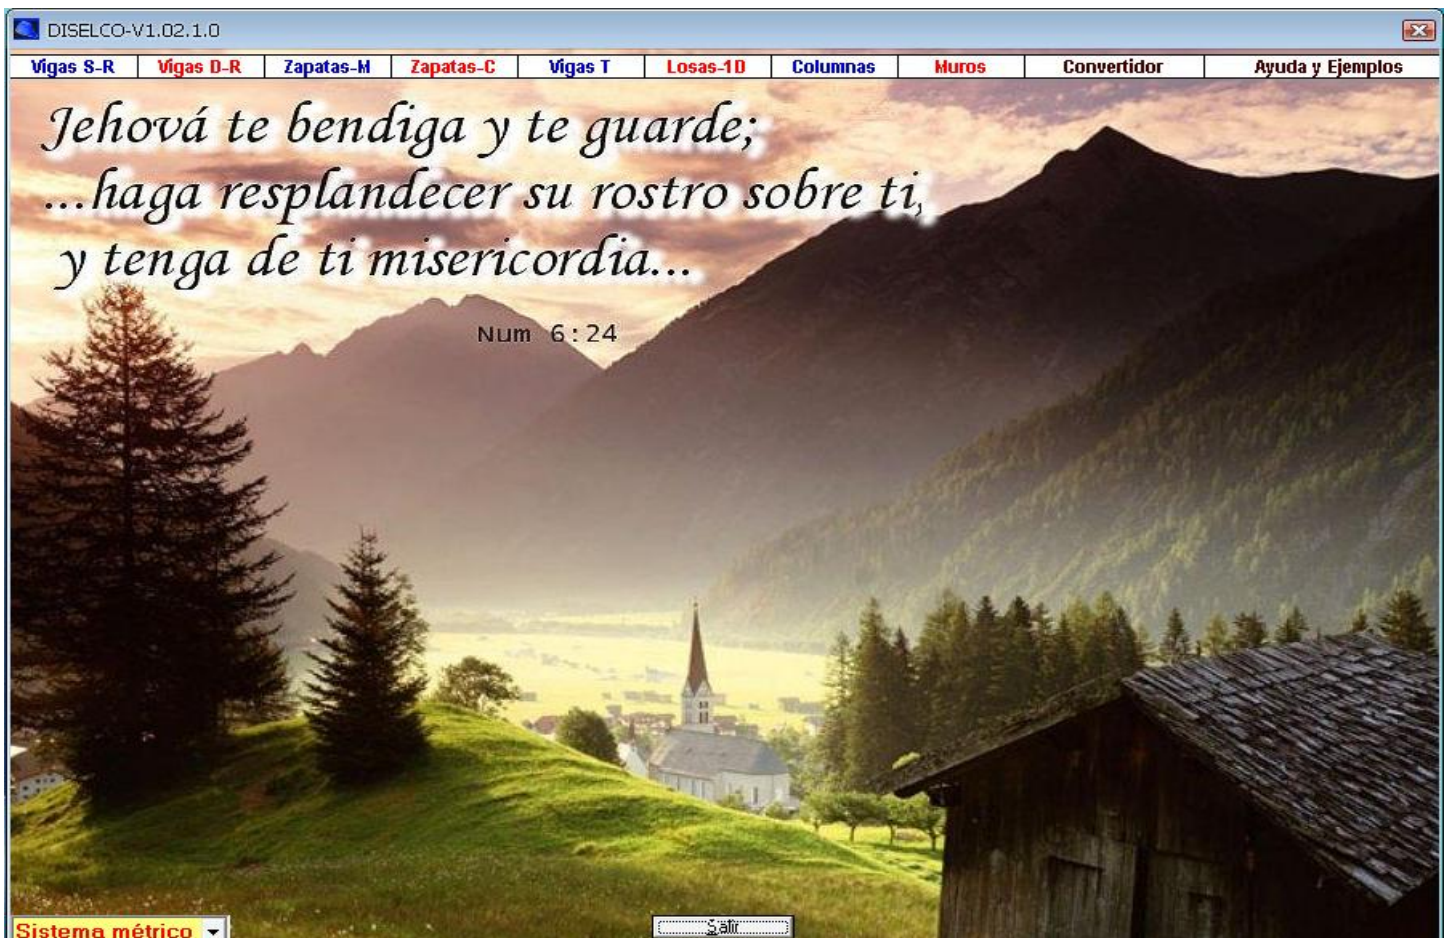 DISELCO-V1.02.1.0
Vigas S-R Vigas D-R Zapatas-M Zapatas-C Vigas T Losas-1D Columnas Muros Convertidor Ayuda y Ejemplos
Jehová te bendiga y te guarde;
...haga resplandecer su rostro sobre ti,
y tenga de ti misericordia...
Num 6:24
Sistema métrico
Salir